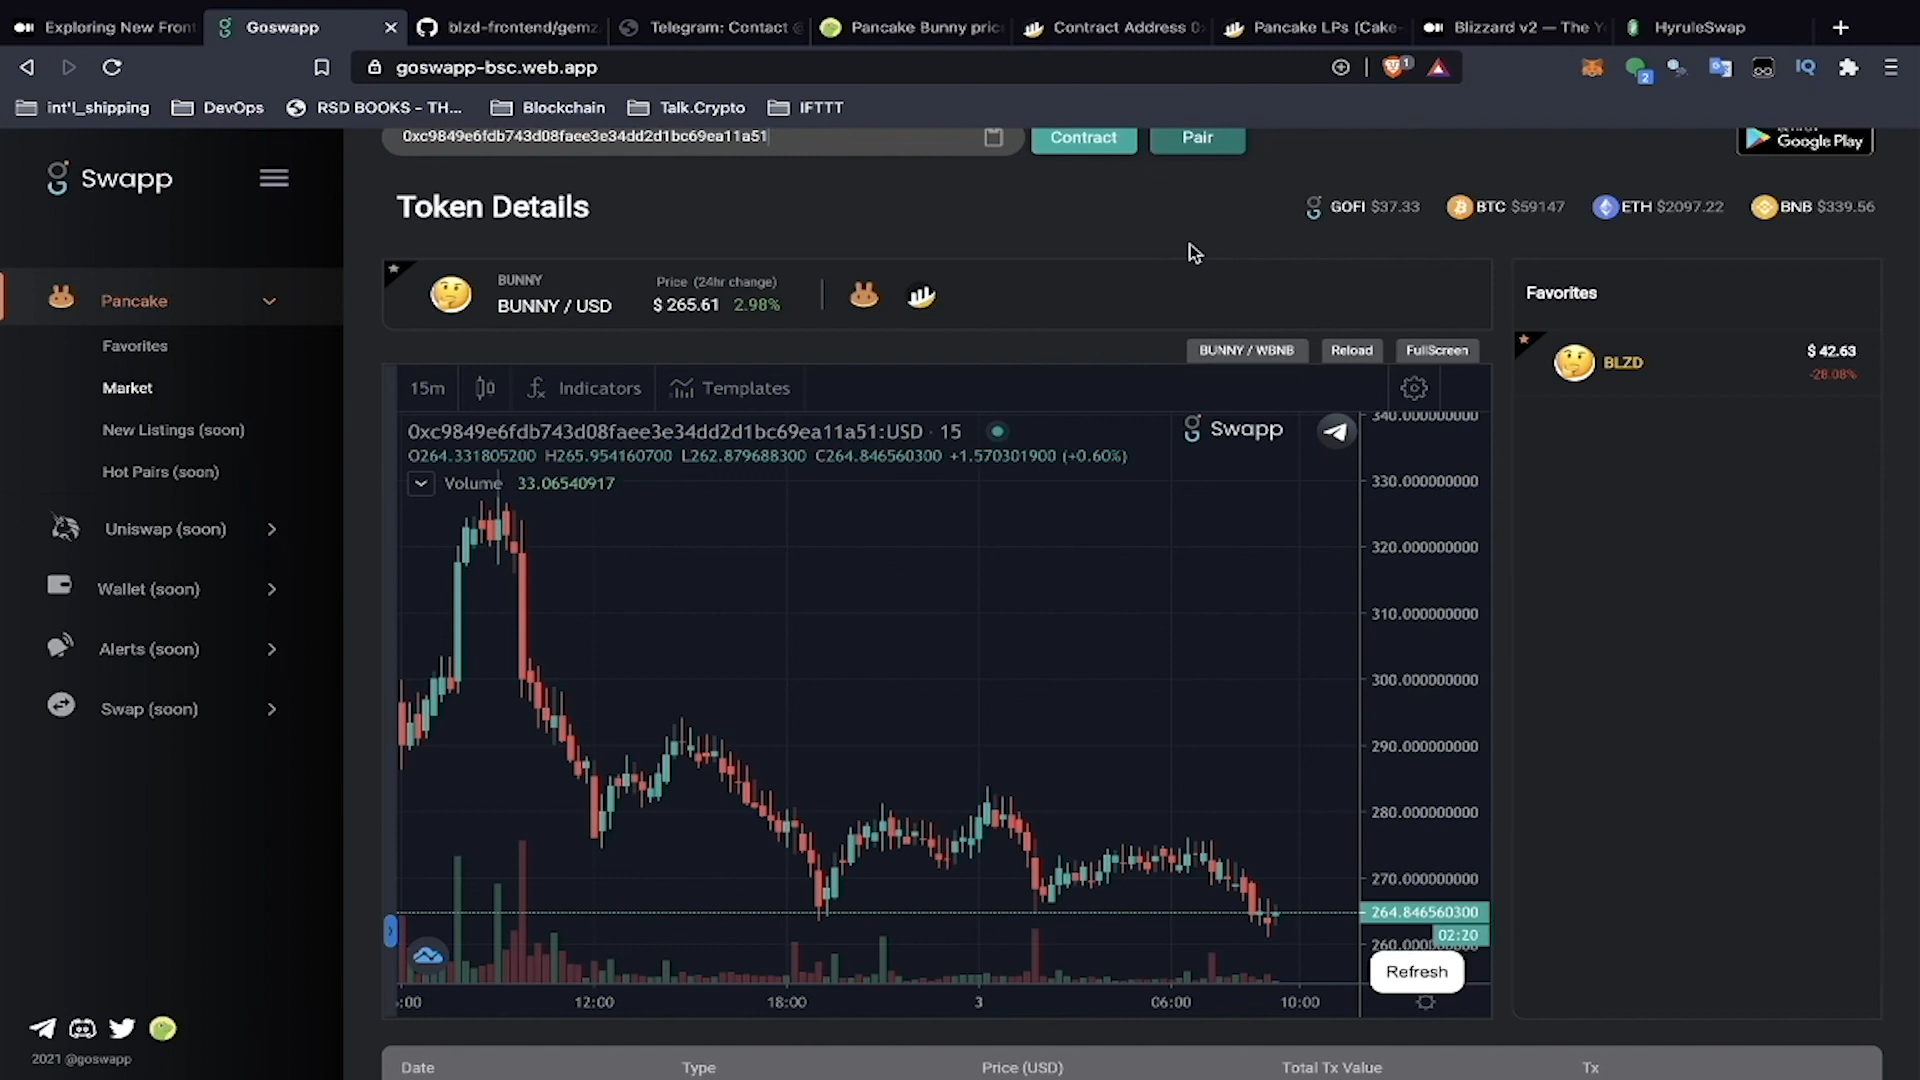 Exploring New Fron
Goswapp
blzd-frontend/gemz
Telegram: Contact @
Pancake Bunny pric
Contract Address 0x
Pancake LPs (Cake-
Blizzard v2 — The Y
HyruleSwap
goswapp-bsc.web.app
1
2
IQ
int'l_shipping
DevOps
RSD BOOKS - TH...
Blockchain
Talk.Crypto
IFTTT
0xc9849e6fdb743d08faee3e34dd2d1bc69ea11a51
Contract
Pair
Google Play
Swapp
Token Details
GOFI $37.33
BTC $59147
ETH $2097.22
BNB $339.56
Pancake
Favorites
Market
New Listings (soon)
Hot Pairs (soon)
Uniswap (soon)
Wallet (soon)
Alerts (soon)
Swap (soon)
2021 @goswapp
BUNNY
BUNNY / USD
Price (24hr change)
$ 265.61 2.98%
BUNNY / WBNB
Reload
FullScreen
15m
Indicators
Templates
0xc9849e6fdb743d08faee3e34dd2d1bc69ea11a51:USD · 15
O264.331805200 H265.954160700 L262.879688300 C264.846560300 +1.570301900 (+0.60%)
Volume 33.06540917
Swapp
340.000000000
330.000000000
320.000000000
310.000000000
300.000000000
290.000000000
280.000000000
270.000000000
264.846560300
02:20
Refresh
:00
12:00
18:00
3
06:00
10:00
Favorites
BLZD
$ 42.63
-28.08%
Date
Type
Price (USD)
Total Tx Value
Tx